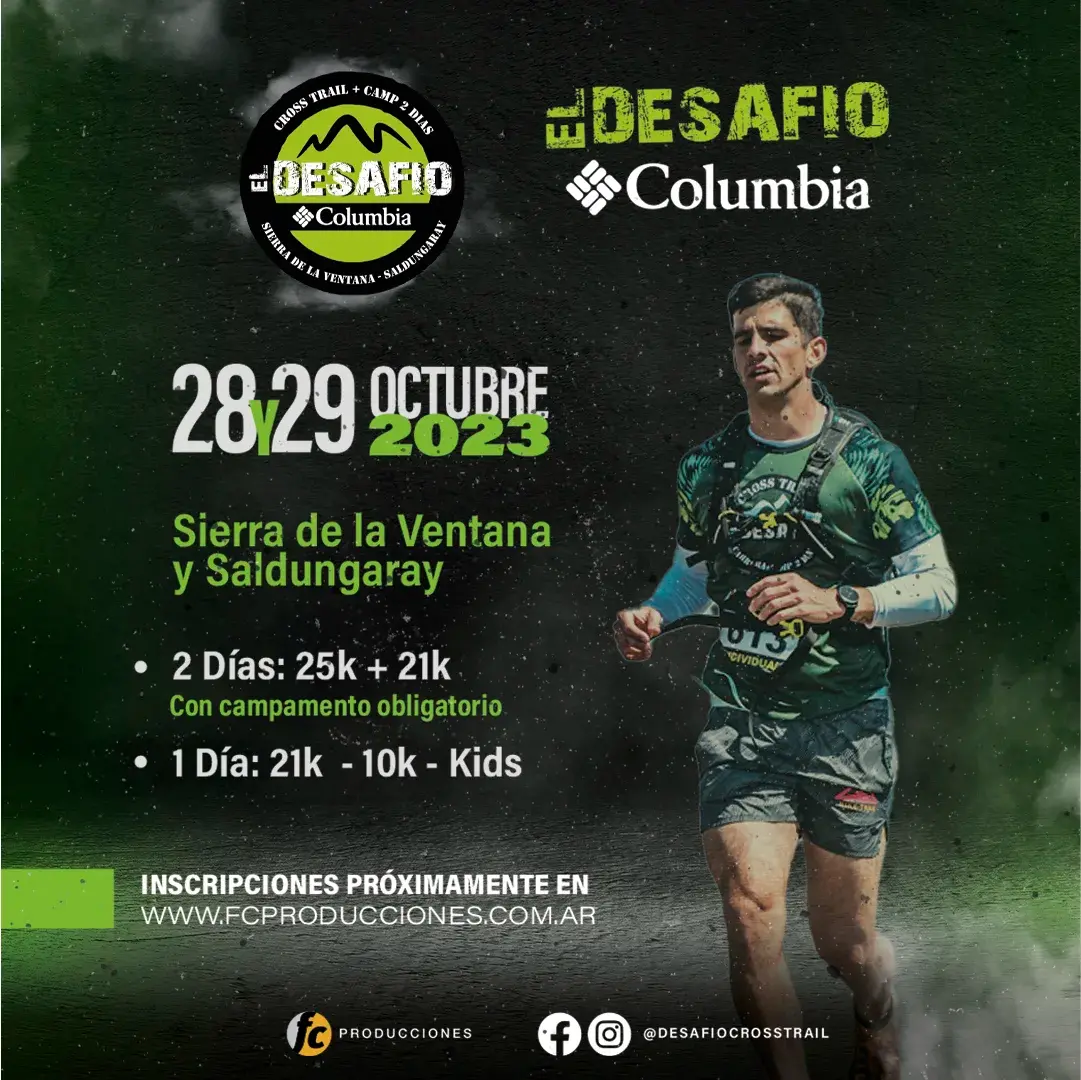 CROSS TRAIL + CAMP 2 DIAS
EL DESAFIO
Columbia
SIERRA DE LA VENTANA - SALDUNGARAY
EL DESAFIO
Columbia
28 y 29 OCTUBRE
2023
Sierra de la Ventana
y Saldungaray
• 2 Días: 25k + 21k
Con campamento obligatorio
• 1 Día: 21k - 10k - Kids
INSCRIPCIONES PRÓXIMAMENTE EN
WWW.FCPRODUCCIONES.COM.AR
fc PRODUCCIONES
@DESAFIOCROSSTRAIL